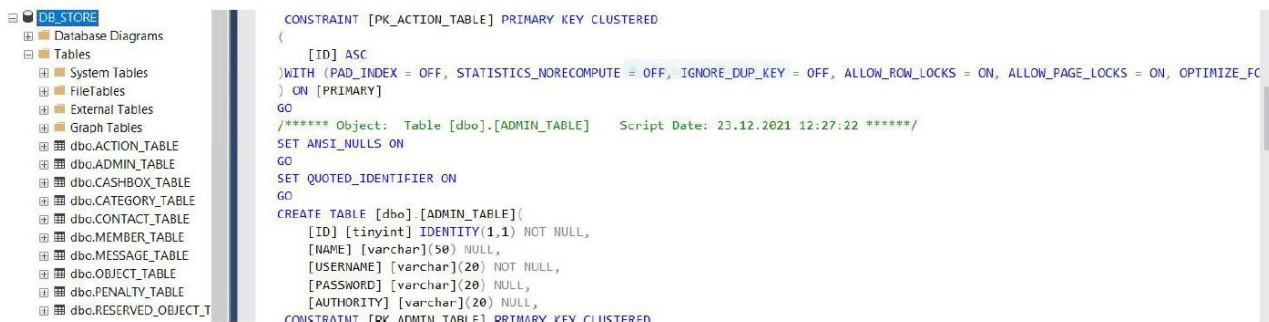 DB_STORE
Database Diagrams
Tables
System Tables
FileTables
External Tables
Graph Tables
dbo.ACTION_TABLE
dbo.ADMIN_TABLE
dbo.CASHBOX_TABLE
dbo.CATEGORY_TABLE
dbo.CONTACT_TABLE
dbo.MEMBER_TABLE
dbo.MESSAGE_TABLE
dbo.OBJECT_TABLE
dbo.PENALTY_TABLE
dbo.RESERVED_OBJECT_T
CONSTRAINT [PK_ACTION_TABLE] PRIMARY KEY CLUSTERED
(
[ID] ASC
)WITH (PAD_INDEX = OFF, STATISTICS_NORECOMPUTE = OFF, IGNORE_DUP_KEY = OFF, ALLOW_ROW_LOCKS = ON, ALLOW_PAGE_LOCKS = ON, OPTIMIZE_FO
) ON [PRIMARY]
GO
/****** Object:  Table [dbo].[ADMIN_TABLE]    Script Date: 23.12.2021 12:27:22 ******/
SET ANSI_NULLS ON
GO
SET QUOTED_IDENTIFIER ON
GO
CREATE TABLE [dbo].[ADMIN_TABLE](
[ID] [tinyint] IDENTITY(1,1) NOT NULL,
[NAME] [varchar](50) NULL,
[USERNAME] [varchar](20) NOT NULL,
[PASSWORD] [varchar](20) NULL,
[AUTHORITY] [varchar](20) NULL,
CONSTRAINT [PK_ADMIN_TABLE] PRIMARY KEY CLUSTERED